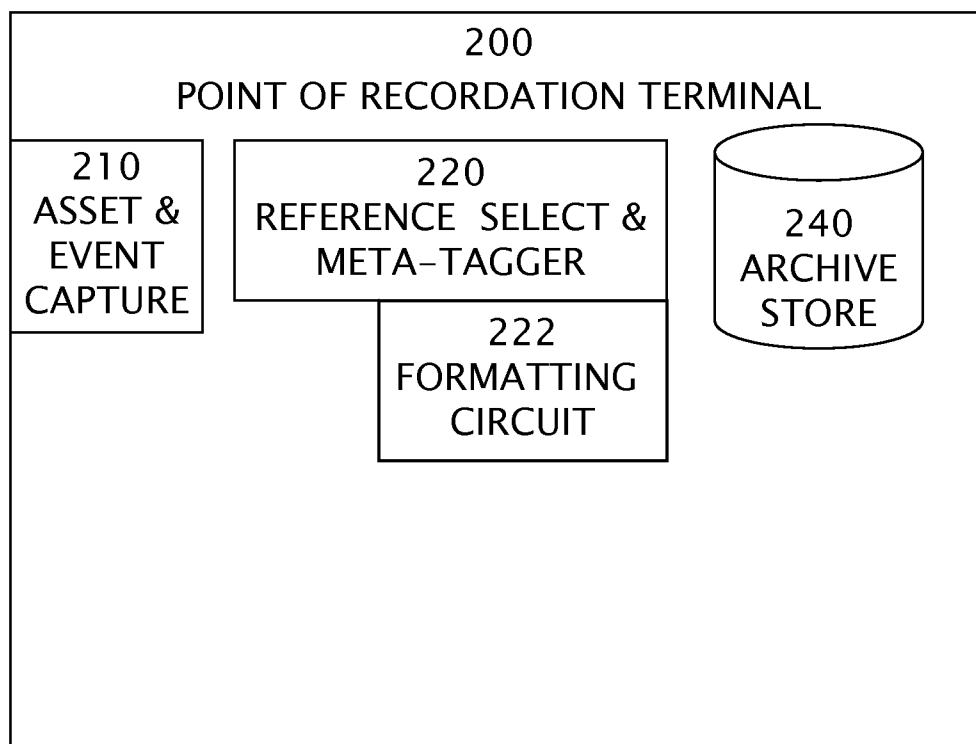 200
POINT OF RECORDATION TERMINAL
210
ASSET &
EVENT
CAPTURE
220
REFERENCE SELECT &
META-TAGGER
222
FORMATTING
CIRCUIT
240
ARCHIVE
STORE